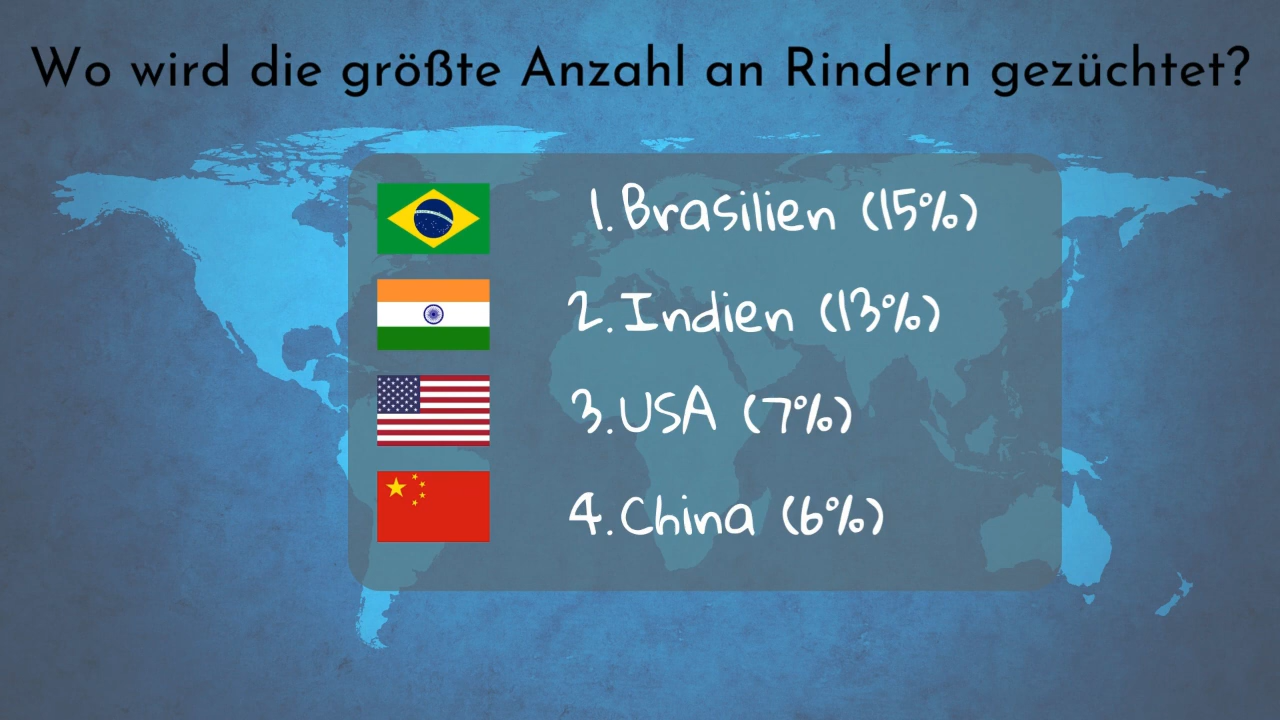 Wo wird die größte Anzahl an Rindern gezüchtet?
1. Brasilien (15%)
2. Indien (13%)
3. USA (7%)
4. China (6%)